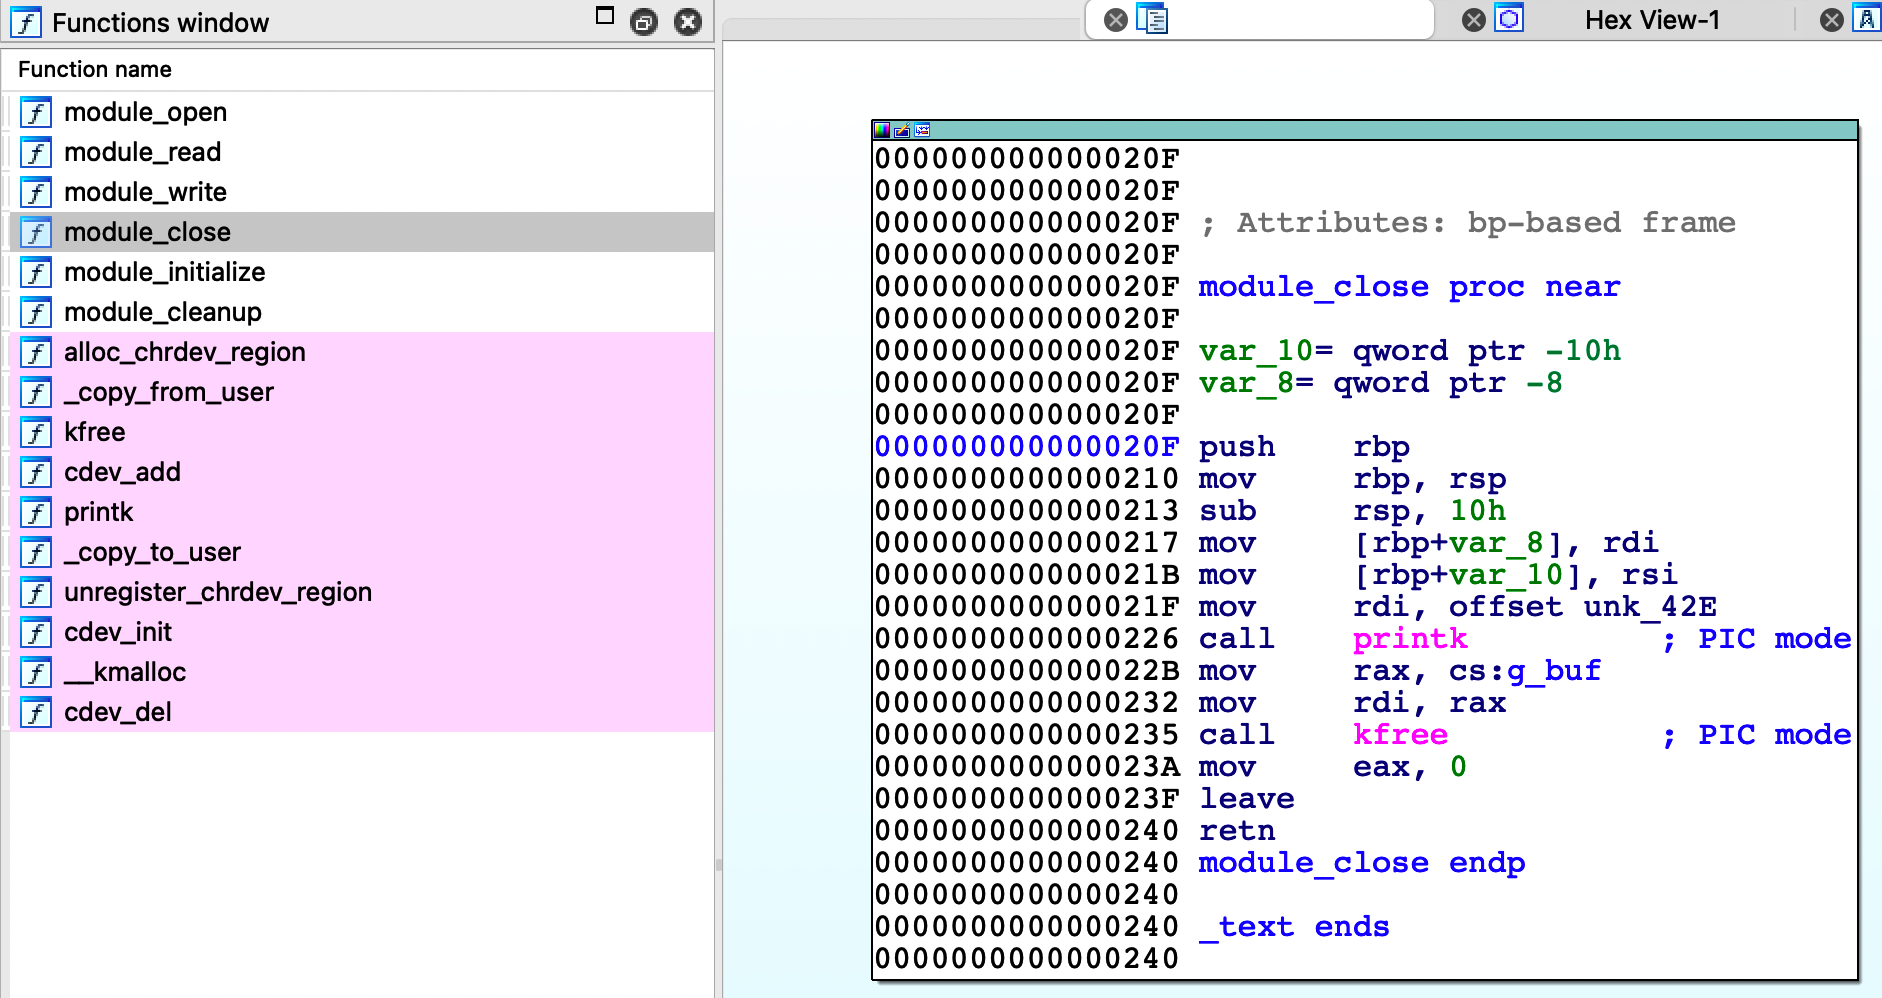 Functions window
Hex View-1
Function name
module_open
module_read
module_write
module_close
module_initialize
module_cleanup
alloc_chrdev_region
_copy_from_user
kfree
cdev_add
printk
_copy_to_user
unregister_chrdev_region
cdev_init
__kmalloc
cdev_del
000000000000020F
000000000000020F
000000000000020F ; Attributes: bp-based frame
000000000000020F
000000000000020F module_close proc near
000000000000020F
000000000000020F var_10= qword ptr -10h
000000000000020F var_8= qword ptr -8
000000000000020F
000000000000020F push rbp
0000000000000210 mov rbp, rsp
0000000000000213 sub rsp, 10h
0000000000000217 mov [rbp+var_8], rdi
000000000000021B mov [rbp+var_10], rsi
000000000000021F mov rdi, offset unk_42E
0000000000000226 call printk ; PIC mode
000000000000022B mov rax, cs:g_buf
0000000000000232 mov rdi, rax
0000000000000235 call kfree ; PIC mode
000000000000023A mov eax, 0
000000000000023F leave
0000000000000240 retn
0000000000000240 module_close endp
0000000000000240
0000000000000240 _text ends
0000000000000240